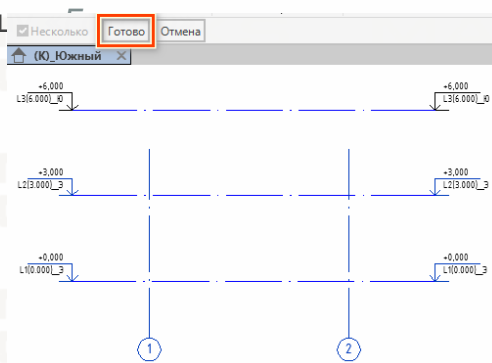 Несколько Готово Отмена
(К)_Южный
+6,000 +6,000
L3(6.000)_Ю L3(6.000)_Ю
+3,000 +3,000
L2(3.000)_З L2(3.000)_З
+0,000 +0,000
L1(0.000)_З L1(0.000)_З
1 2